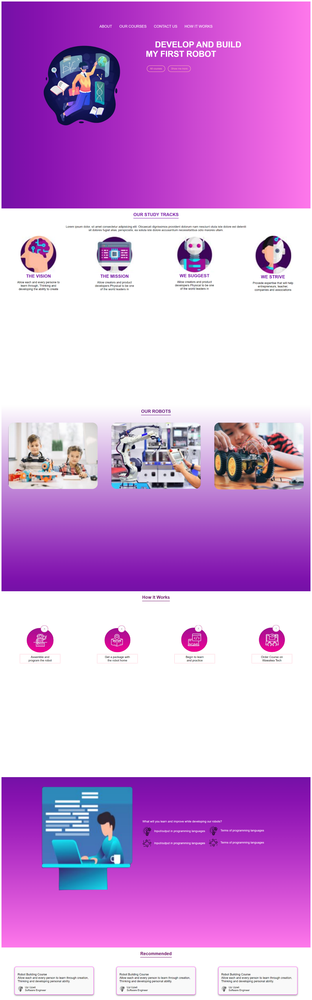 ABOUT OUR COURSES CONTACT US HOW IT WORKS
DEVELOP AND BUILD
MY FIRST ROBOT
All courses Show me more
OUR STUDY TRACKS
Lorem ipsum dolor, sit amet consectetur adipisicing elit. Obcaecati dignissimos provident dolorum nam nesciunt oluta iste dolore est deleniti
sit dolores fugiat alias, perspiciatis, ea soluta iste dolore accusantium necessitatibus odio maiores ullam.
THE VISION
Allow each and every persone to
learn through, Thinking and
developing the ability to create
THE MISSION
Allow creators and product
developers Physical to be one
of the world leaders in
WE SUGGEST
Allow creators and product
developers Physical to be one
of the world leaders in
WE STRIVE
Provede expertise that will help
entrepreneurs, teacher,
companies and associations
OUR ROBOTS
How It Works
4
Assemble and
program the robot
3
Get a package with
the robot home
2
Begin to learn
and practice
1
Order Course on
Wawalwa Tech
What will you learn and improve while developing our robots?
Input/output in programming languages
Terms of programming languages
Input/output in programming languages
Terms of programming languages
Recommended
Robot Building Course
Allow each and every person to learn through creation,
Thinking and developing personal ability.
Uzi Uzieli
Software Engineer
Robot Building Course
Allow each and every person to learn through creation,
Thinking and developing personal ability.
Uzi Uzieli
Software Engineer
Robot Building Course
Allow each and every person to learn through creation,
Thinking and developing personal ability.
Uzi Uzieli
Software Engineer